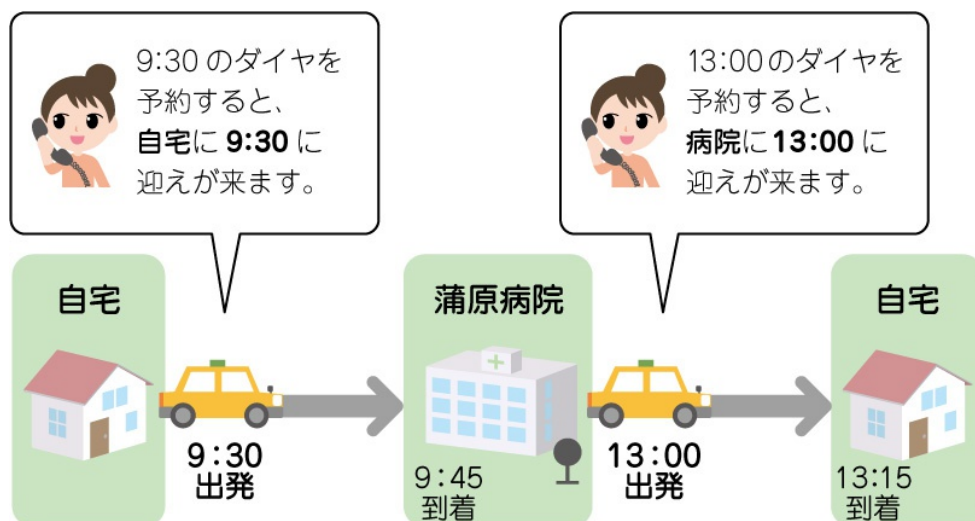 9:30 のダイヤを
予約すると、
自宅に 9:30 に
迎えが来ます。
13:00のダイヤを
予約すると、
病院に13:00 に
迎えが来ます。
自宅
蒲原病院
自宅
9:30
出発
9:45
到着
13:00
出発
13:15
到着